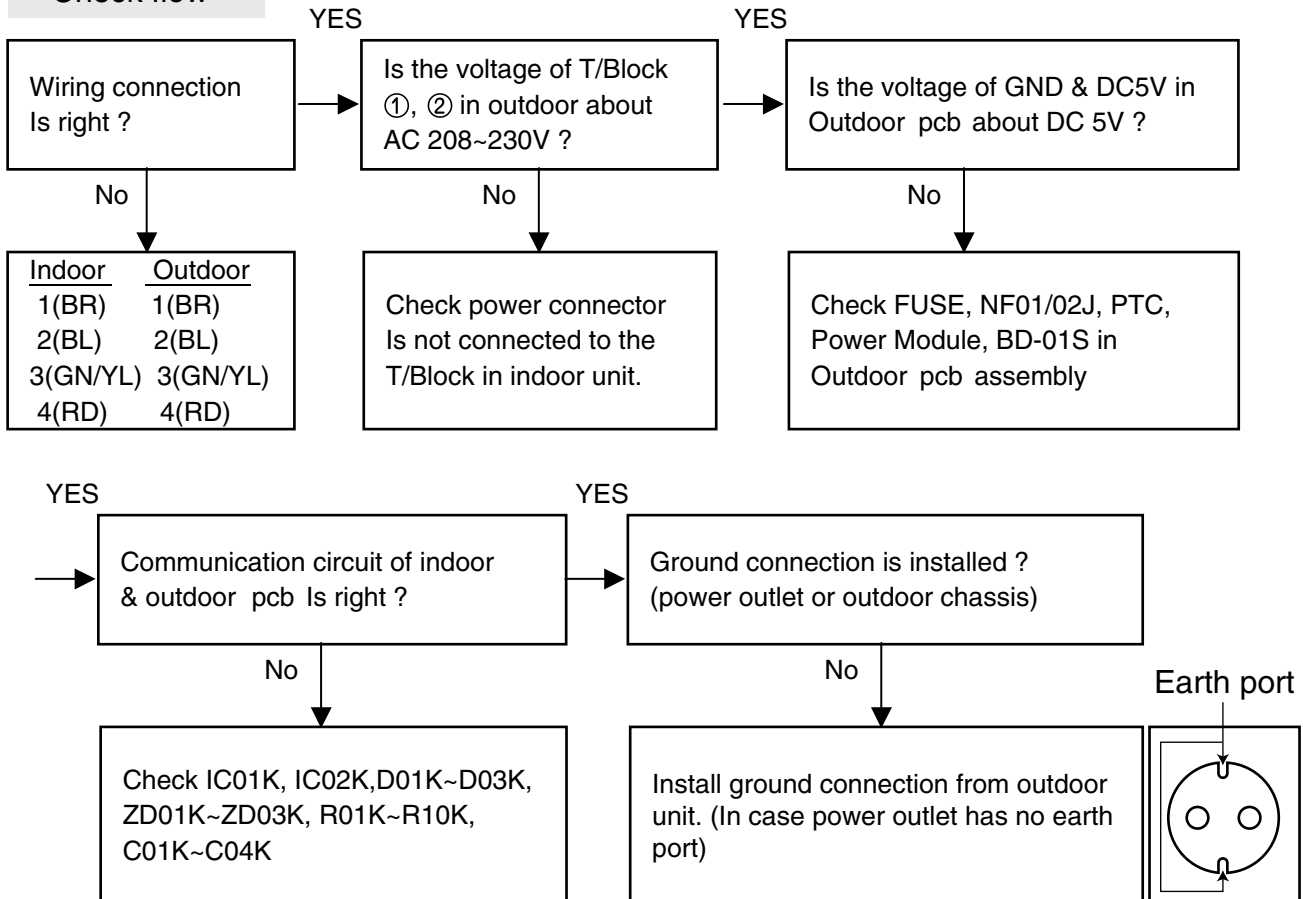 Check flow
YES
YES
Wiring connection
Is right ?
Is the voltage of T/Block
①, ② in outdoor about
AC 208~230V ?
Is the voltage of GND & DC5V in
Outdoor pcb about DC 5V ?
No
No
No
Indoor Outdoor
1(BR) 1(BR)
2(BL) 2(BL)
3(GN/YL) 3(GN/YL)
4(RD) 4(RD)
Check power connector
Is not connected to the
T/Block in indoor unit.
Check FUSE, NF01/02J, PTC,
Power Module, BD-01S in
Outdoor pcb assembly
YES
YES
Communication circuit of indoor
& outdoor pcb Is right ?
Ground connection is installed ?
(power outlet or outdoor chassis)
No
No
Earth port
Check IC01K, IC02K,D01K~D03K,
ZD01K~ZD03K, R01K~R10K,
C01K~C04K
Install ground connection from outdoor
unit. (In case power outlet has no earth
port)